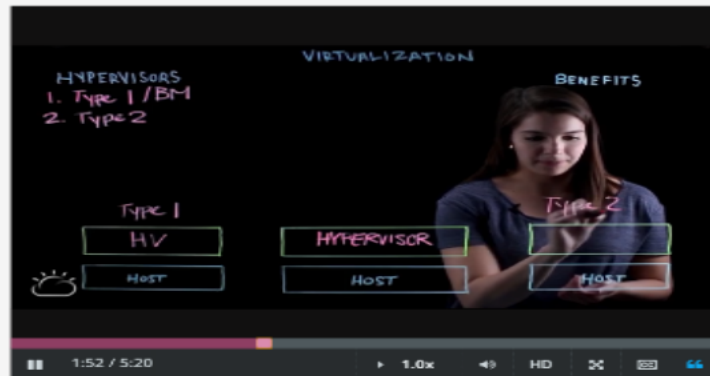 VIRTUALIZATION
HYPERVISORS
1. Type 1/BM
2. Type 2
BENEFITS
Type 1
HV
HOST
HYPERVISOR
HOST
Type 2
HOST
1:52 / 5:20
1.0x
HD
CC